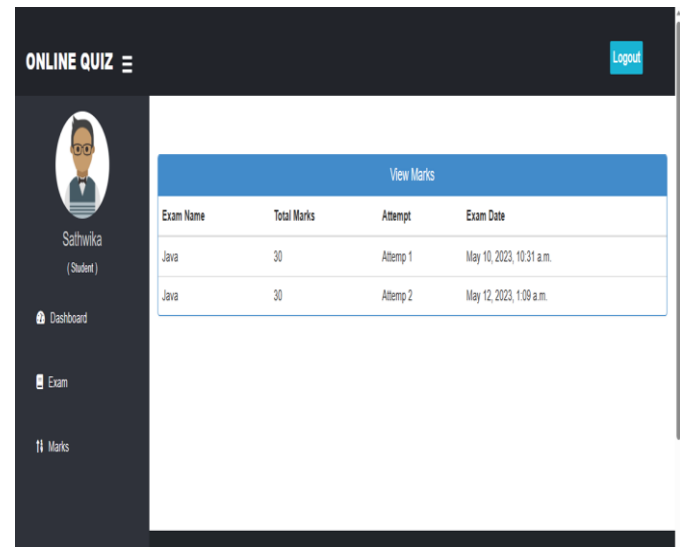 ONLINE QUIZ
Logout
Sathwika
( Student )
Dashboard
Exam
Marks
View Marks
Exam Name Total Marks Attempt Exam Date
Java 30 Attemp 1 May 10, 2023, 10:31 a.m.
Java 30 Attemp 2 May 12, 2023, 1:09 a.m.